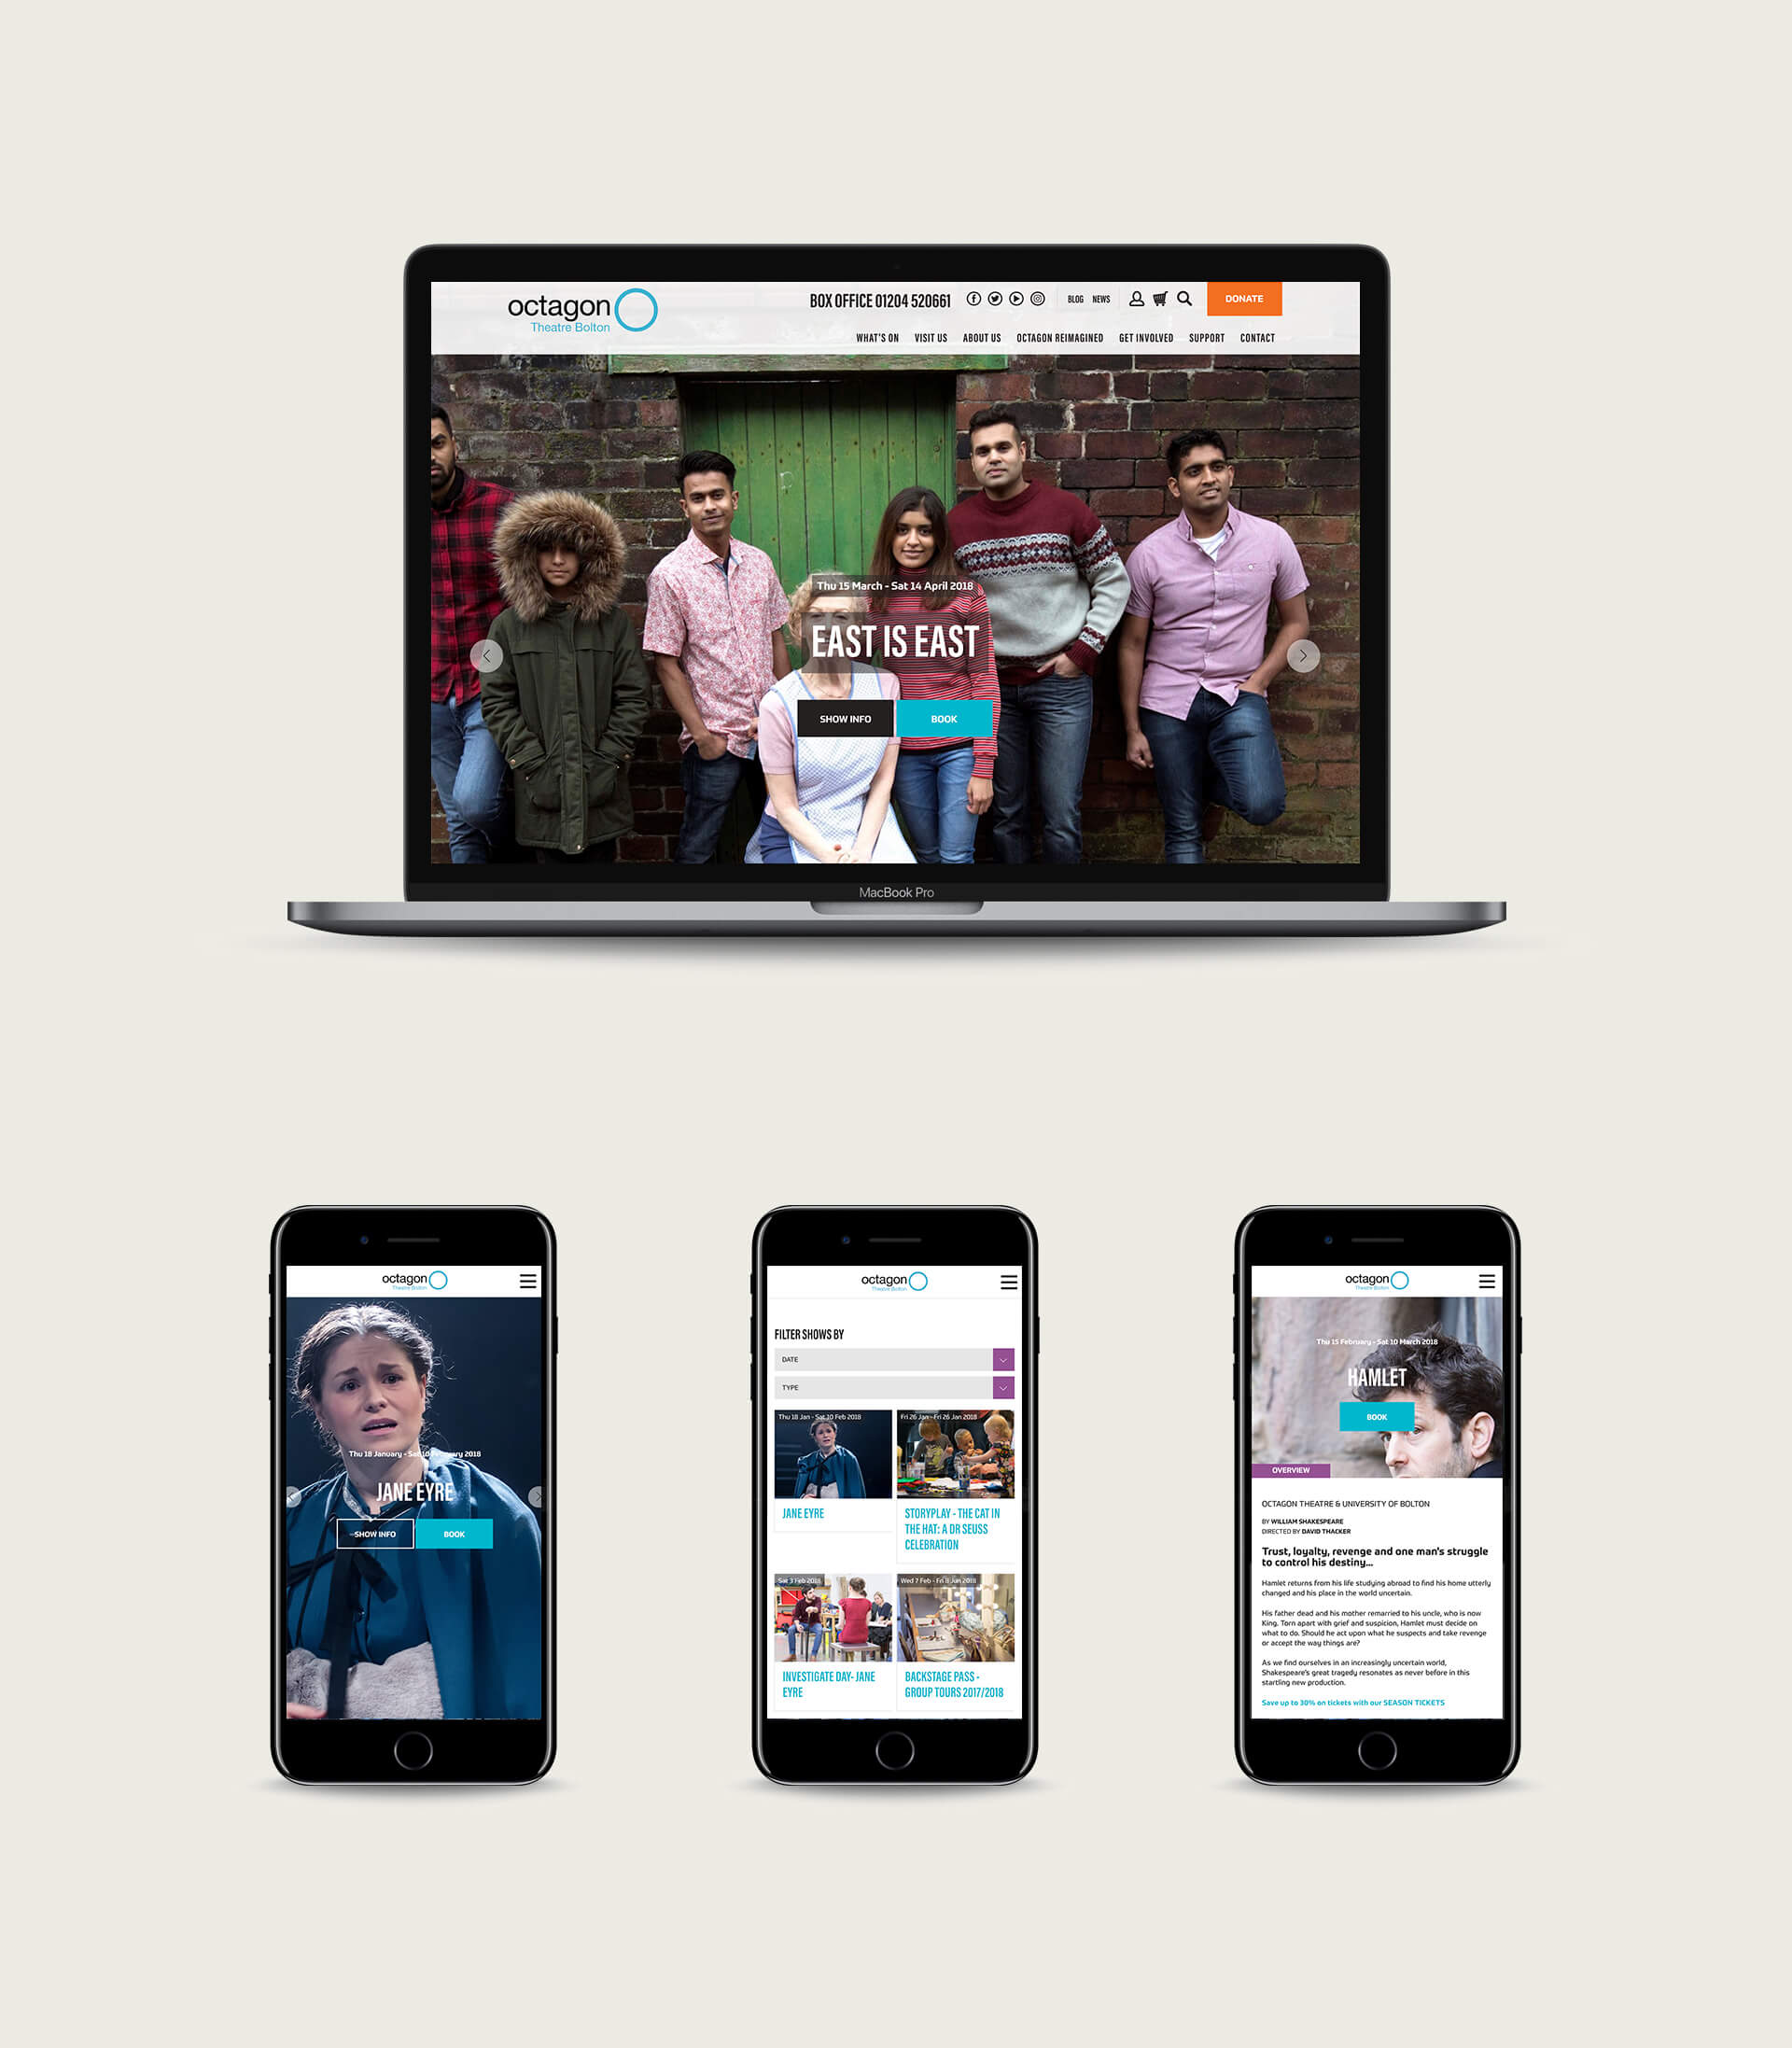 octagon
Theatre Bolton
BOX OFFICE 01204 520661
BLOG NEWS
DONATE
WHAT'S ON VISIT US ABOUT US OCTAGON REIMAGINED GET INVOLVED SUPPORT CONTACT
Thu 15 March - Sat 14 April 2018
EAST IS EAST
SHOW INFO BOOK
MacBook Pro
octagon
Theatre Bolton
Thu 18 January - Sat 10 February 2018
JANE EYRE
SHOW INFO BOOK
octagon
Theatre Bolton
FILTER SHOWS BY
DATE
TYPE
Thu 18 Jan - Sat 10 Feb 2018
JANE EYRE
Fri 26 Jan - Fri 26 Jan 2018
STORYPLAY - THE CAT IN
THE HAT: A DR SEUSS
CELEBRATION
Sat 3 Feb 2018
INVESTIGATE DAY- JANE
EYRE
Wed 7 Feb - Fri 8 Jun 2018
BACKSTAGE PASS -
GROUP TOURS 2017/2018
octagon
Theatre Bolton
Thu 15 February - Sat 10 March 2018
HAMLET
BOOK
OVERVIEW
OCTAGON THEATRE & UNIVERSITY OF BOLTON
BY WILLIAM SHAKESPEARE
DIRECTED BY DAVID THACKER
Trust, loyalty, revenge and one man's struggle
to control his destiny...
Hamlet returns from his life studying abroad to find his home utterly
changed and his place in the world uncertain.
His father dead and his mother remarried to his uncle, who is now
King. Torn apart with grief and suspicion, Hamlet must decide on
what to do. Should he act upon what he suspects and take revenge
or accept the way things are?
As we find ourselves in an increasingly uncertain world,
Shakespeare's great tragedy resonates as never before in this
startling new production.
Save up to 30% on tickets with our SEASON TICKETS